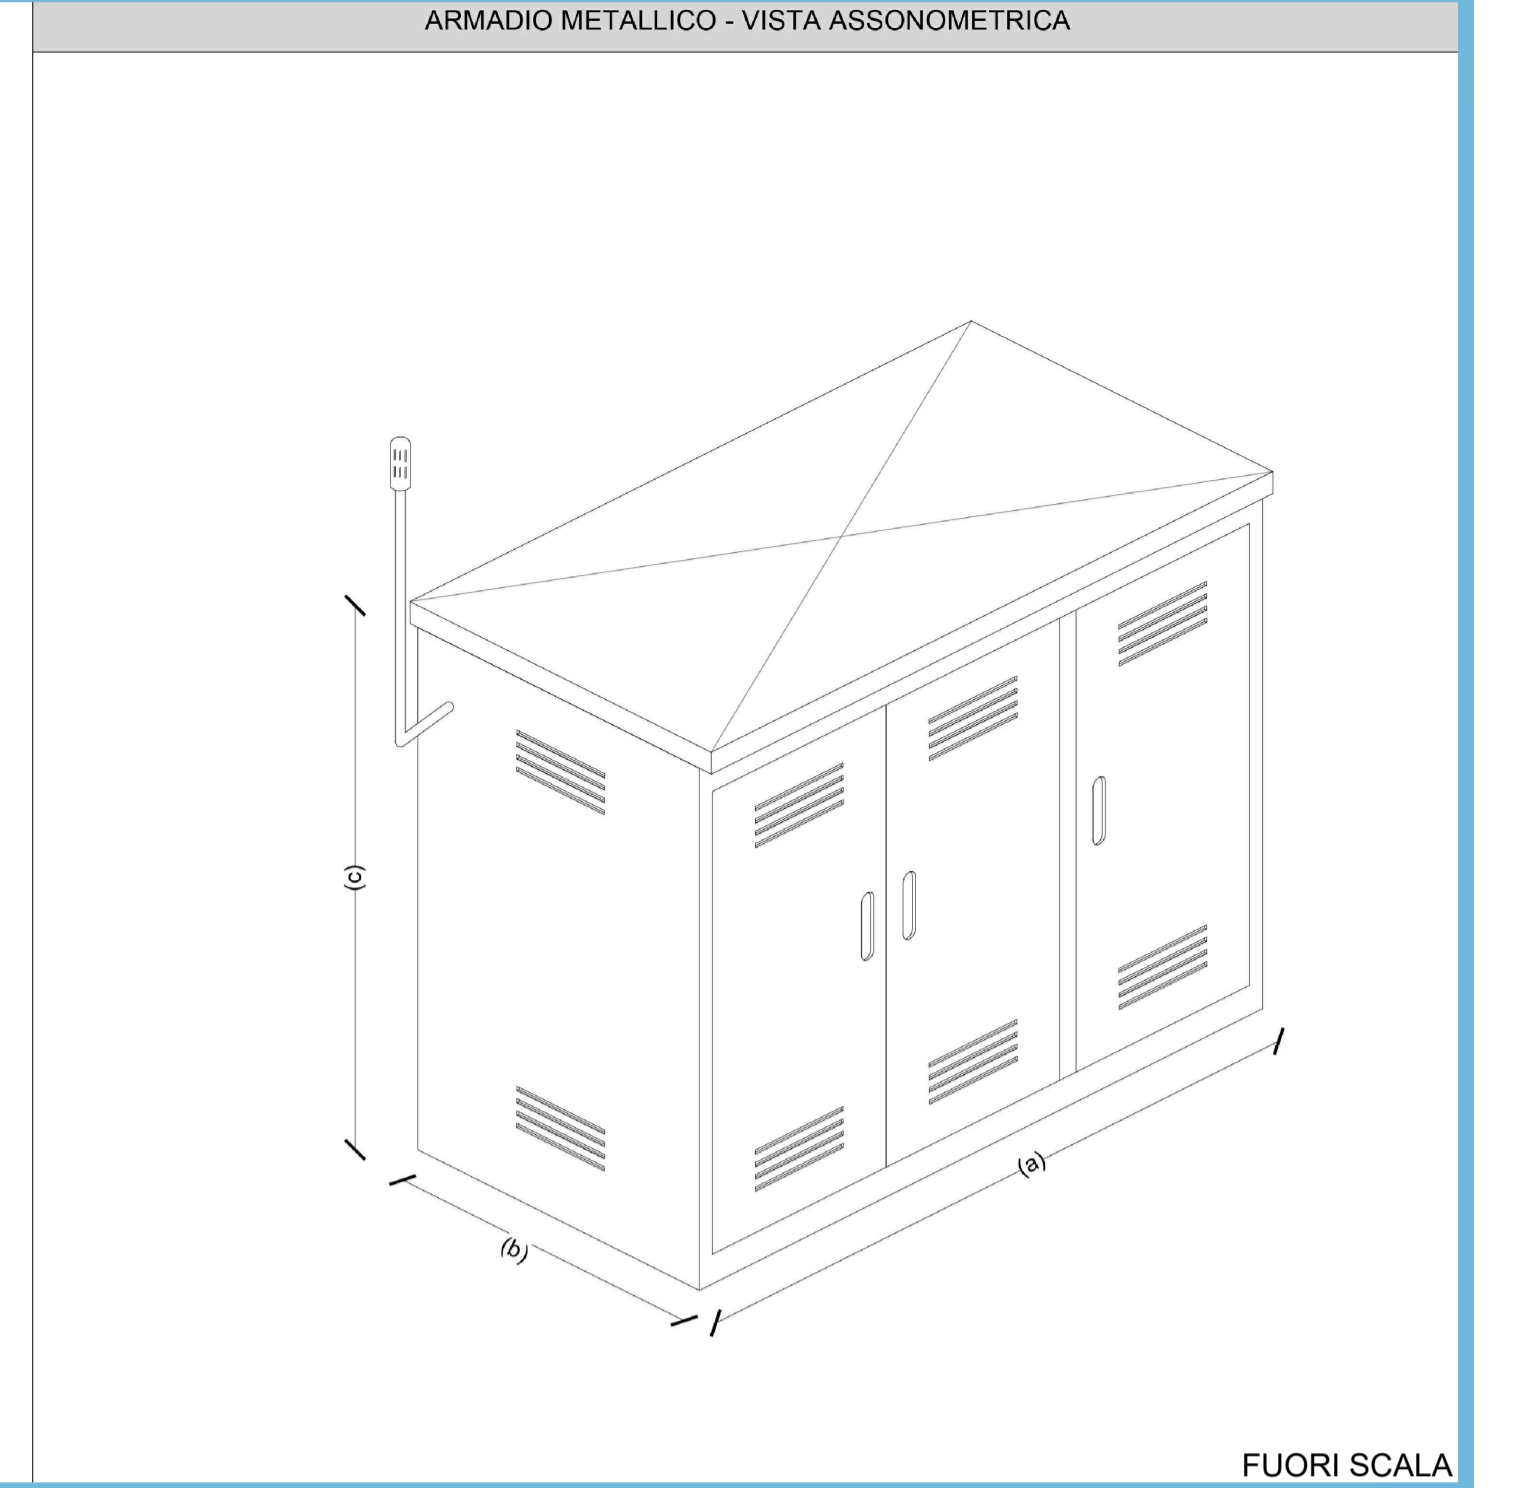 ARMADIO METALLICO - VISTA ASSONOMETRICA
(c)
(a)
(b)
FUORI SCALA